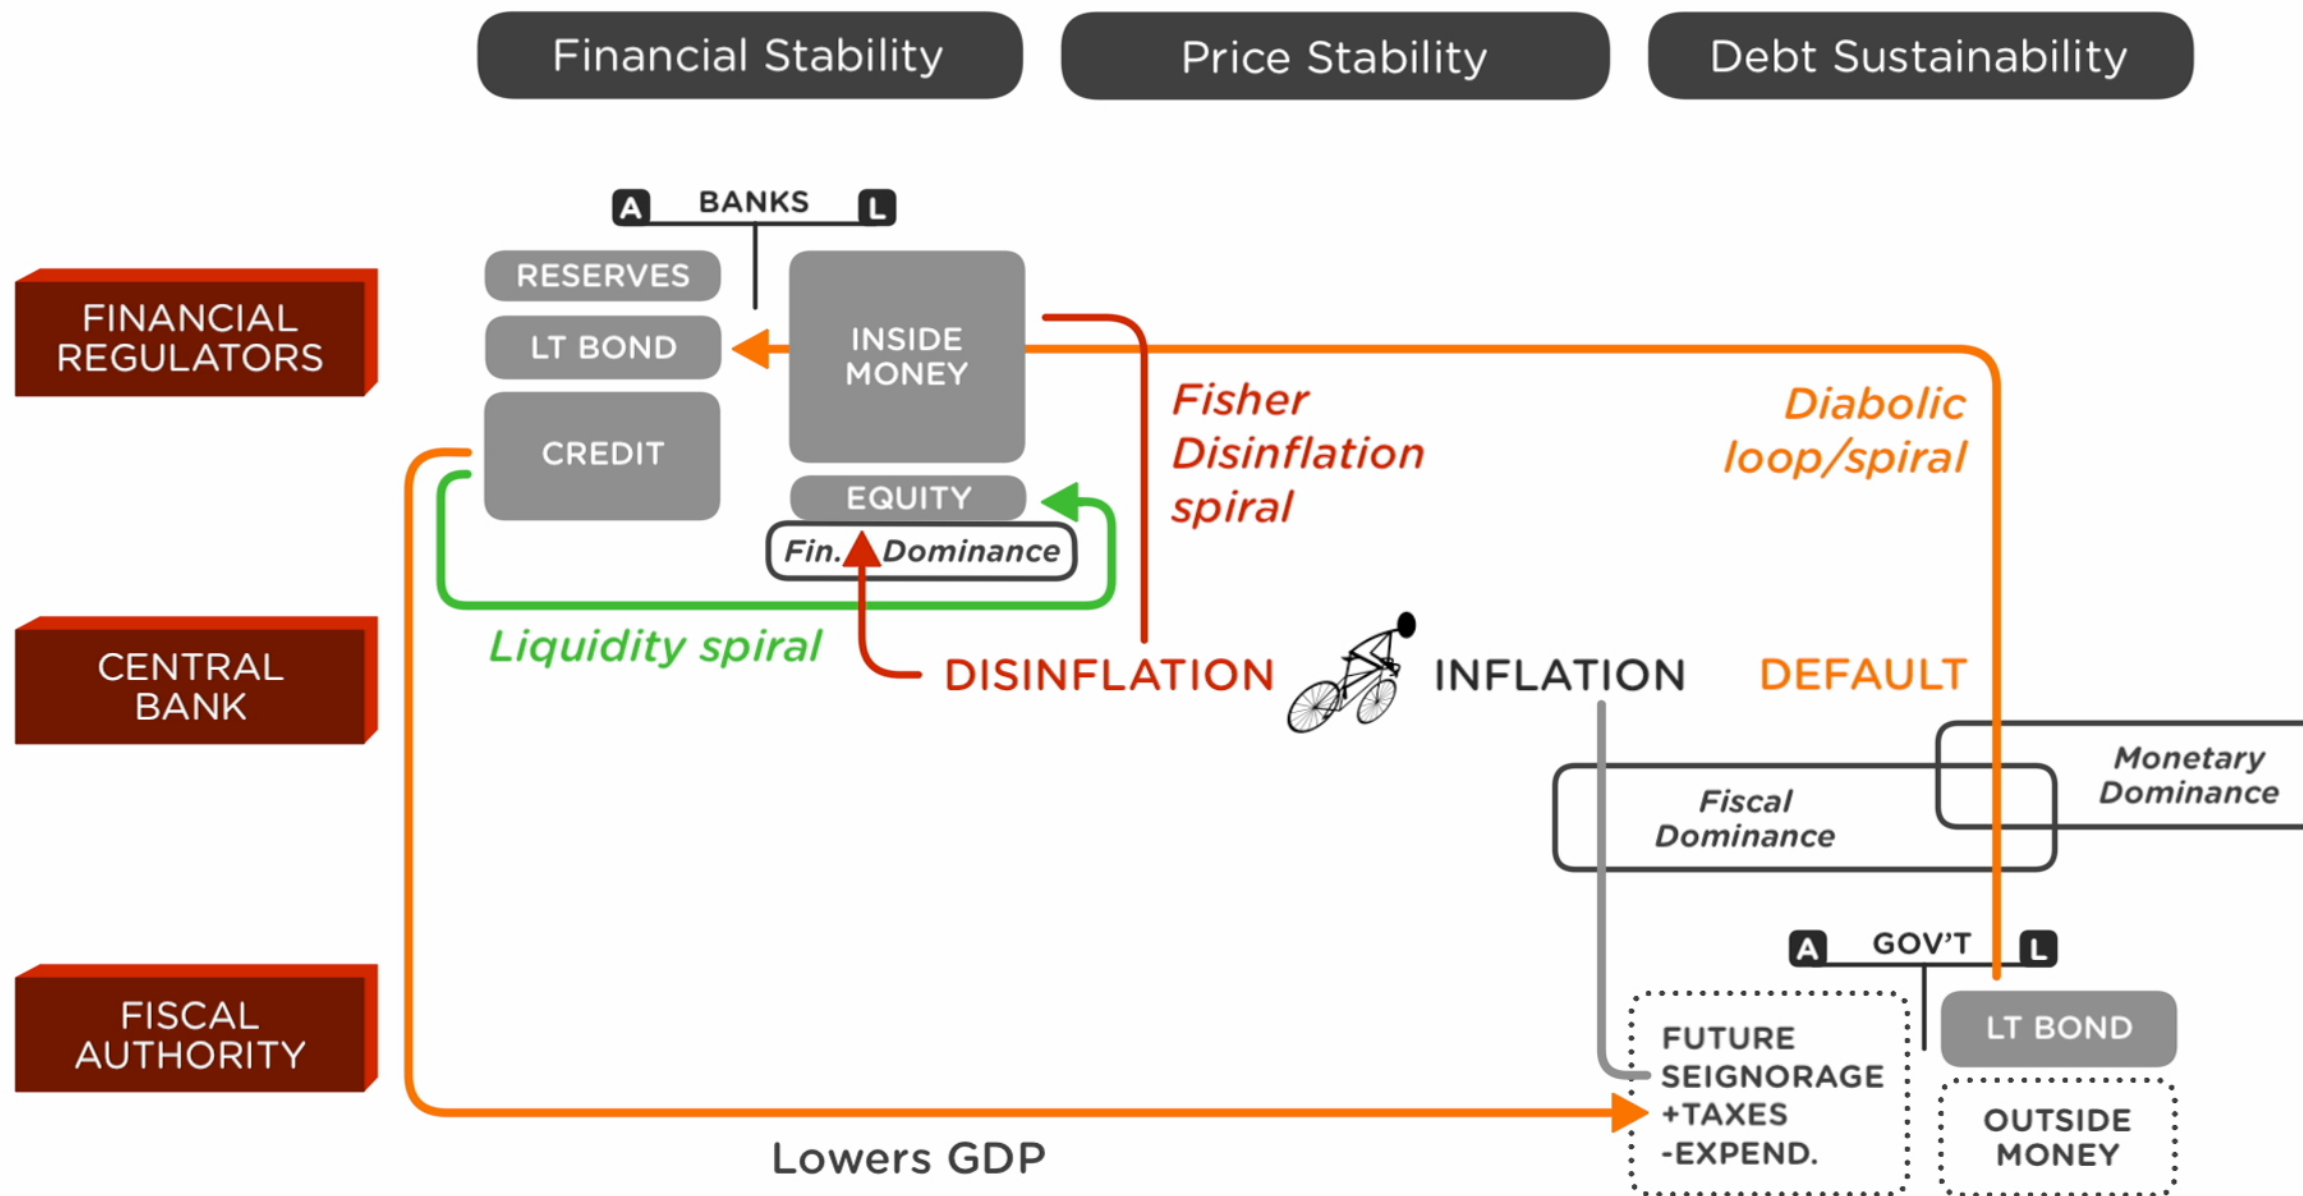 Financial Stability
Price Stability
Debt Sustainability
A
BANKS
L
RESERVES
LT BOND
CREDIT
INSIDE
MONEY
EQUITY
Fin. Dominance
FINANCIAL
REGULATORS
Fisher
Disinflation
spiral
Diabolic
loop/spiral
Liquidity spiral
CENTRAL
BANK
DISINFLATION
INFLATION
DEFAULT
Monetary
Dominance
Fiscal
Dominance
A
GOV'T
L
FISCAL
AUTHORITY
FUTURE
SEIGNORAGE
+TAXES
-EXPEND.
LT BOND
OUTSIDE
MONEY
Lowers GDP